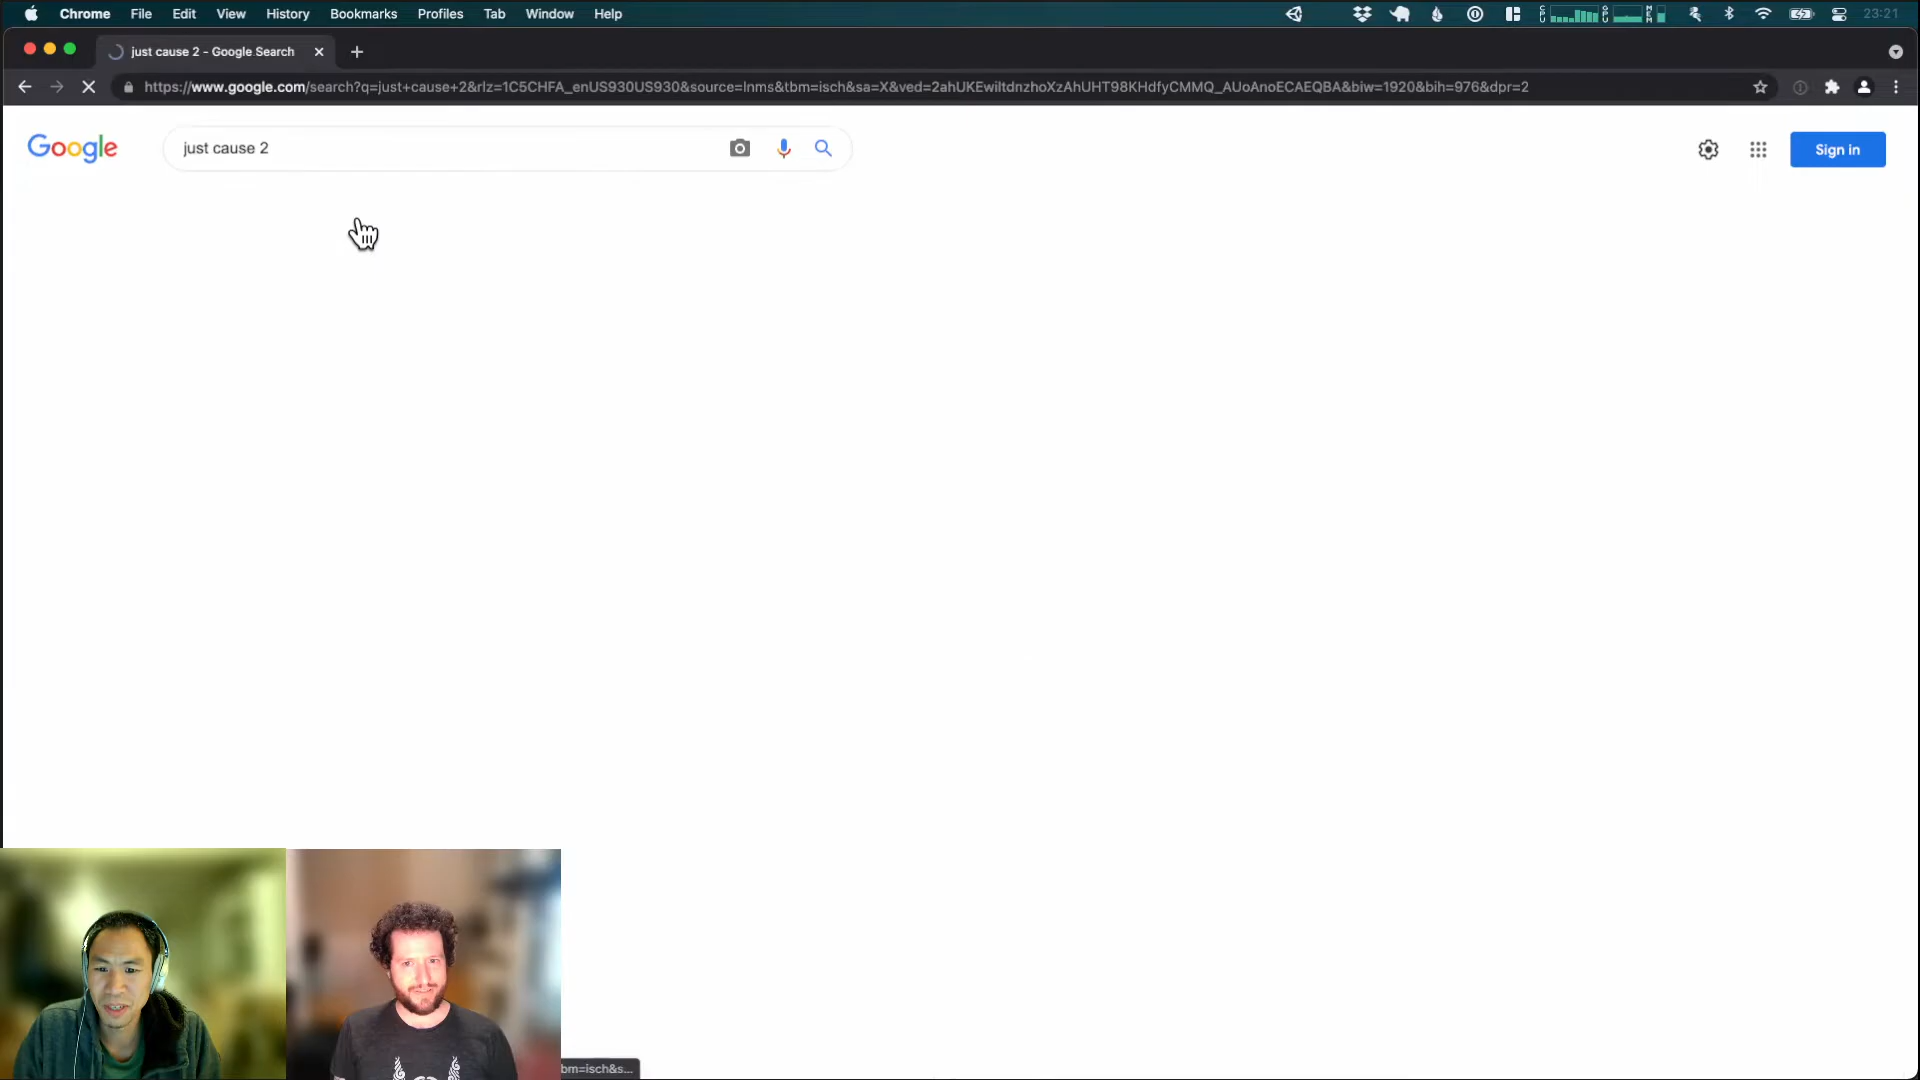 Chrome File Edit View History Bookmarks Profiles Tab Window Help 23:21
just cause 2 - Google Search
https://www.google.com/search?q=just+cause+2&rlz=1C5CHFA_enUS930US930&source=lnms&tbm=isch&sa=X&ved=2ahUKEwiltdnzhoXzAhUHT98KHdfyCMMQ_AUoAnoECAEQBA&biw=1920&bih=976&dpr=2
Google just cause 2 Sign in
bm=isch&s...